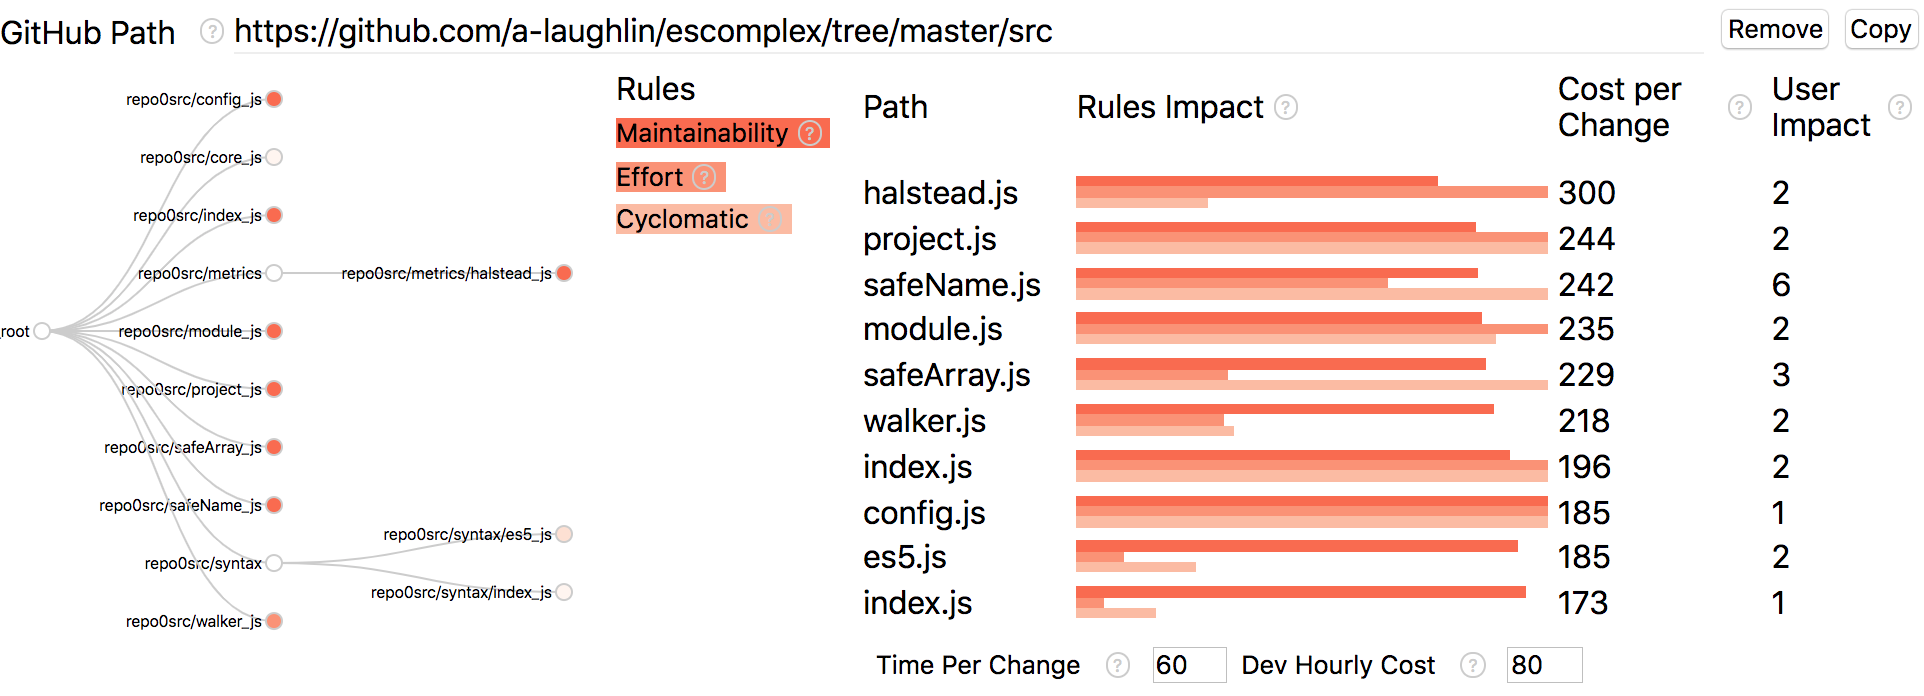 GitHub Path ? https://github.com/a-laughlin/escomplex/tree/master/src Remove Copy
repo0src/config_js
repo0src/core_js
repo0src/index_js
repo0src/metrics
repo0src/metrics/halstead_js
_root
repo0src/module_js
repo0src/project_js
repo0src/safeArray_js
repo0src/safeName_js
repo0src/syntax/es5_js
repo0src/syntax
repo0src/syntax/index_js
repo0src/walker_js
Rules
Maintainability ?
Effort ?
Cyclomatic ?
Path Rules Impact ? Cost per Change ? User Impact ?
halstead.js 300 2
project.js 244 2
safeName.js 242 6
module.js 235 2
safeArray.js 229 3
walker.js 218 2
index.js 196 2
config.js 185 1
es5.js 185 2
index.js 173 1
Time Per Change ? 60 Dev Hourly Cost ? 80